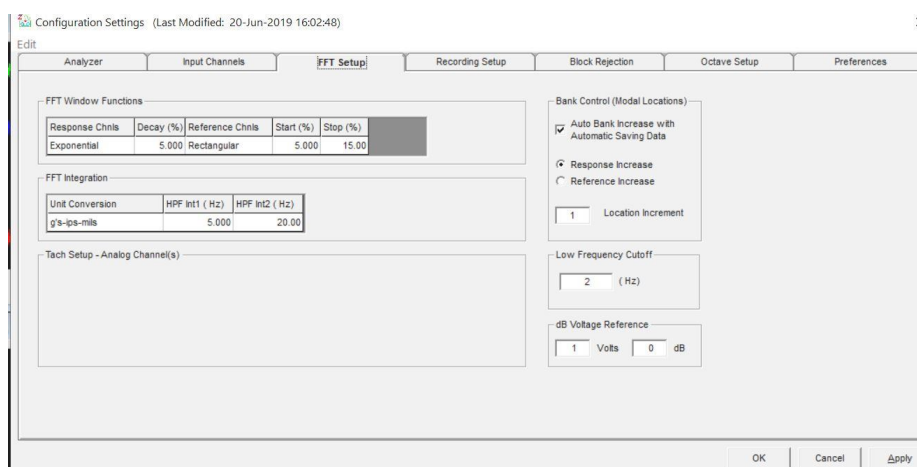 Configuration Settings (Last Modified: 20-Jun-2019 16:02:48)
Edit
Analyzer Input Channels FFT Setup Recording Setup Block Rejection Octave Setup Preferences
FFT Window Functions
Response Chnls Decay (%) Reference Chnls Start (%) Stop (%)
Exponential 5.000 Rectangular 5.000 15.00
FFT Integration
Unit Conversion HPF Int1 ( Hz) HPF Int2 ( Hz)
g's-ips-mils 5.000 20.00
Tach Setup - Analog Channel(s)
Bank Control (Modal Locations)
Auto Bank Increase with
Automatic Saving Data
Response Increase
Reference Increase
1 Location Increment
Low Frequency Cutoff
2 ( Hz)
dB Voltage Reference
1 Volts 0 dB
OK Cancel Apply